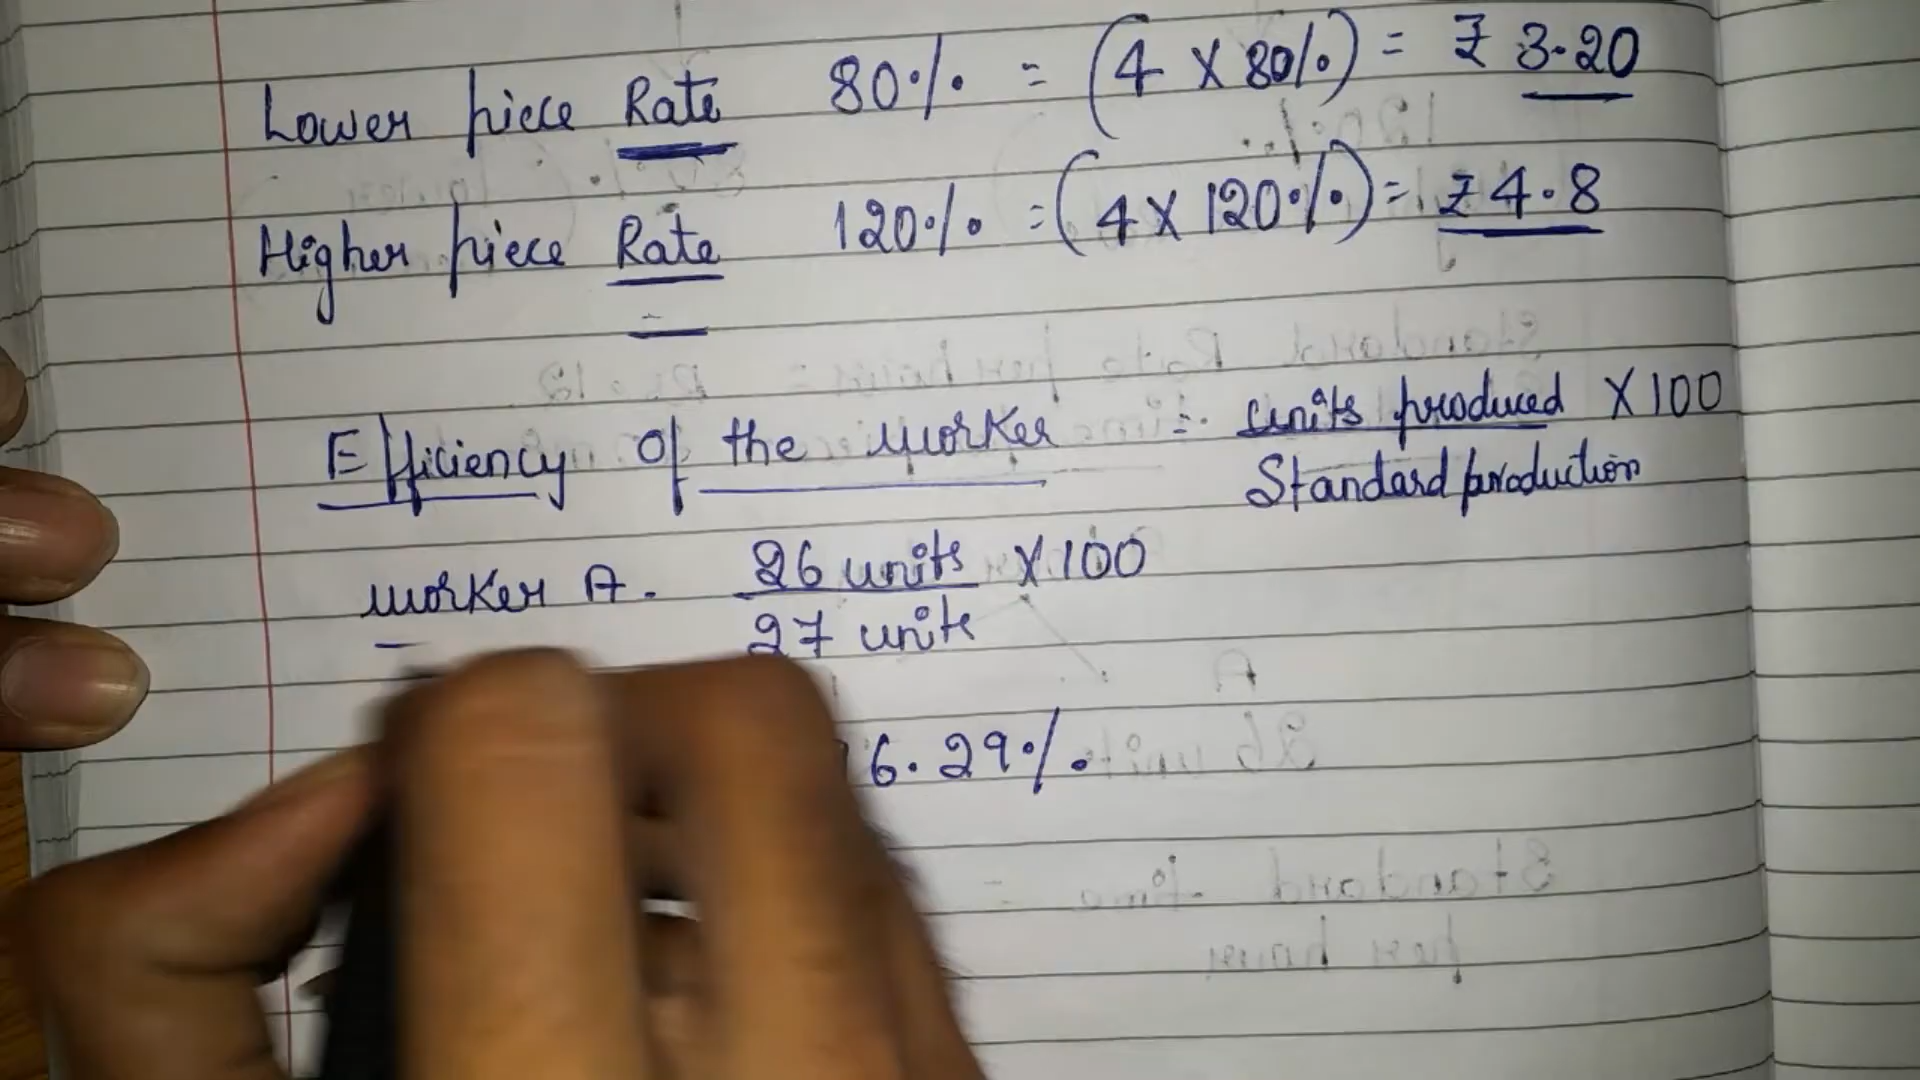 Lower piece Rate 80% = (4 X 80%) = ₹ 3.20
Higher piece Rate 120% = (4 X 120%) = ₹ 4.8
Efficiency of the worker = units produced X 100
Standard production
worker A. 26 units X 100
27 unite
6.29%